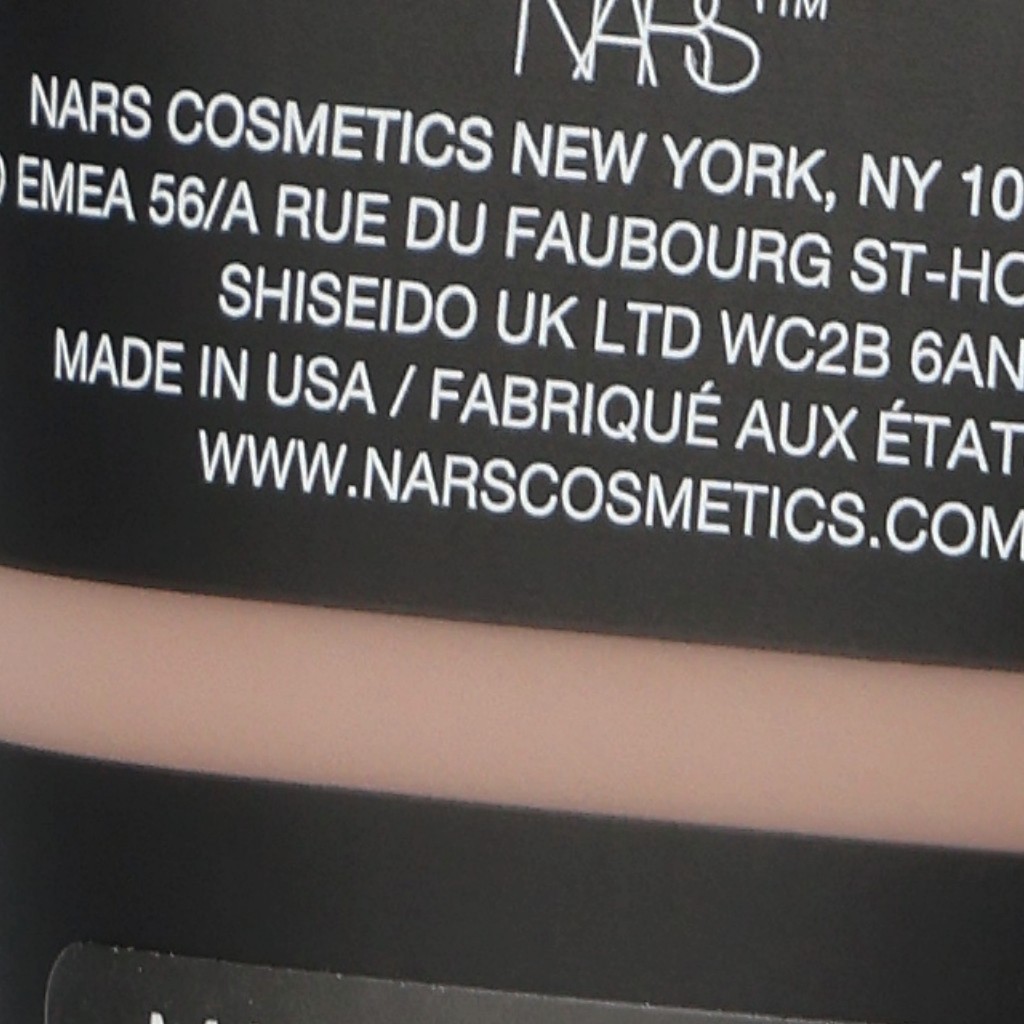 NARS™
NARS COSMETICS NEW YORK, NY 10
) EMEA 56/A RUE DU FAUBOURG ST-HO
SHISEIDO UK LTD WC2B 6AN
MADE IN USA / FABRIQUÉ AUX ÉTAT
WWW.NARSCOSMETICS.COM